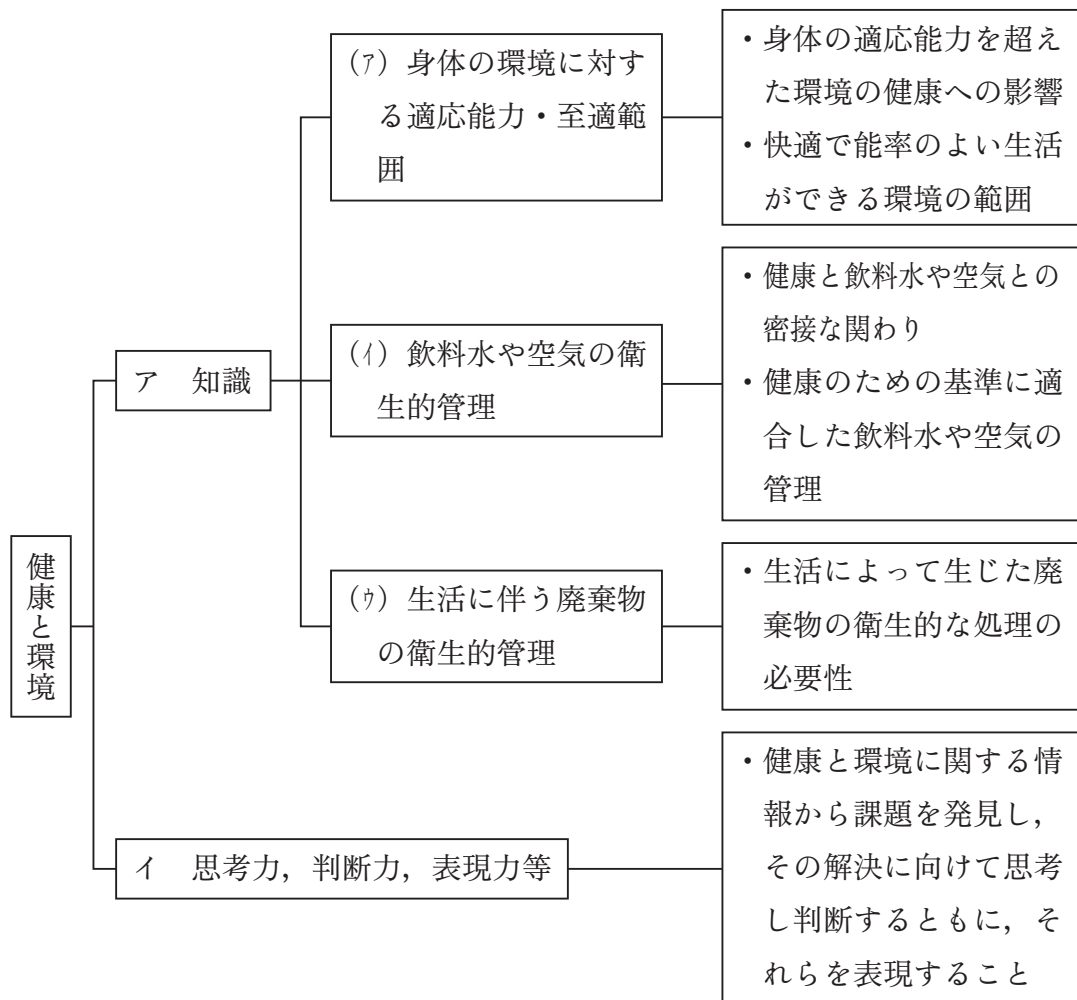 健康と環境
ア　知識
(ｱ) 身体の環境に対す
る適応能力・至適範
囲
・身体の適応能力を超え
た環境の健康への影響
・快適で能率のよい生活
ができる環境の範囲
(ｲ) 飲料水や空気の衛
生的管理
・健康と飲料水や空気との
密接な関わり
・健康のための基準に適
合した飲料水や空気の
管理
(ｳ) 生活に伴う廃棄物
の衛生的管理
・生活によって生じた廃
棄物の衛生的な処理の
必要性
イ　思考力，判断力，表現力等
・健康と環境に関する情
報から課題を発見し，
その解決に向けて思考
し判断するともに，そ
れらを表現すること